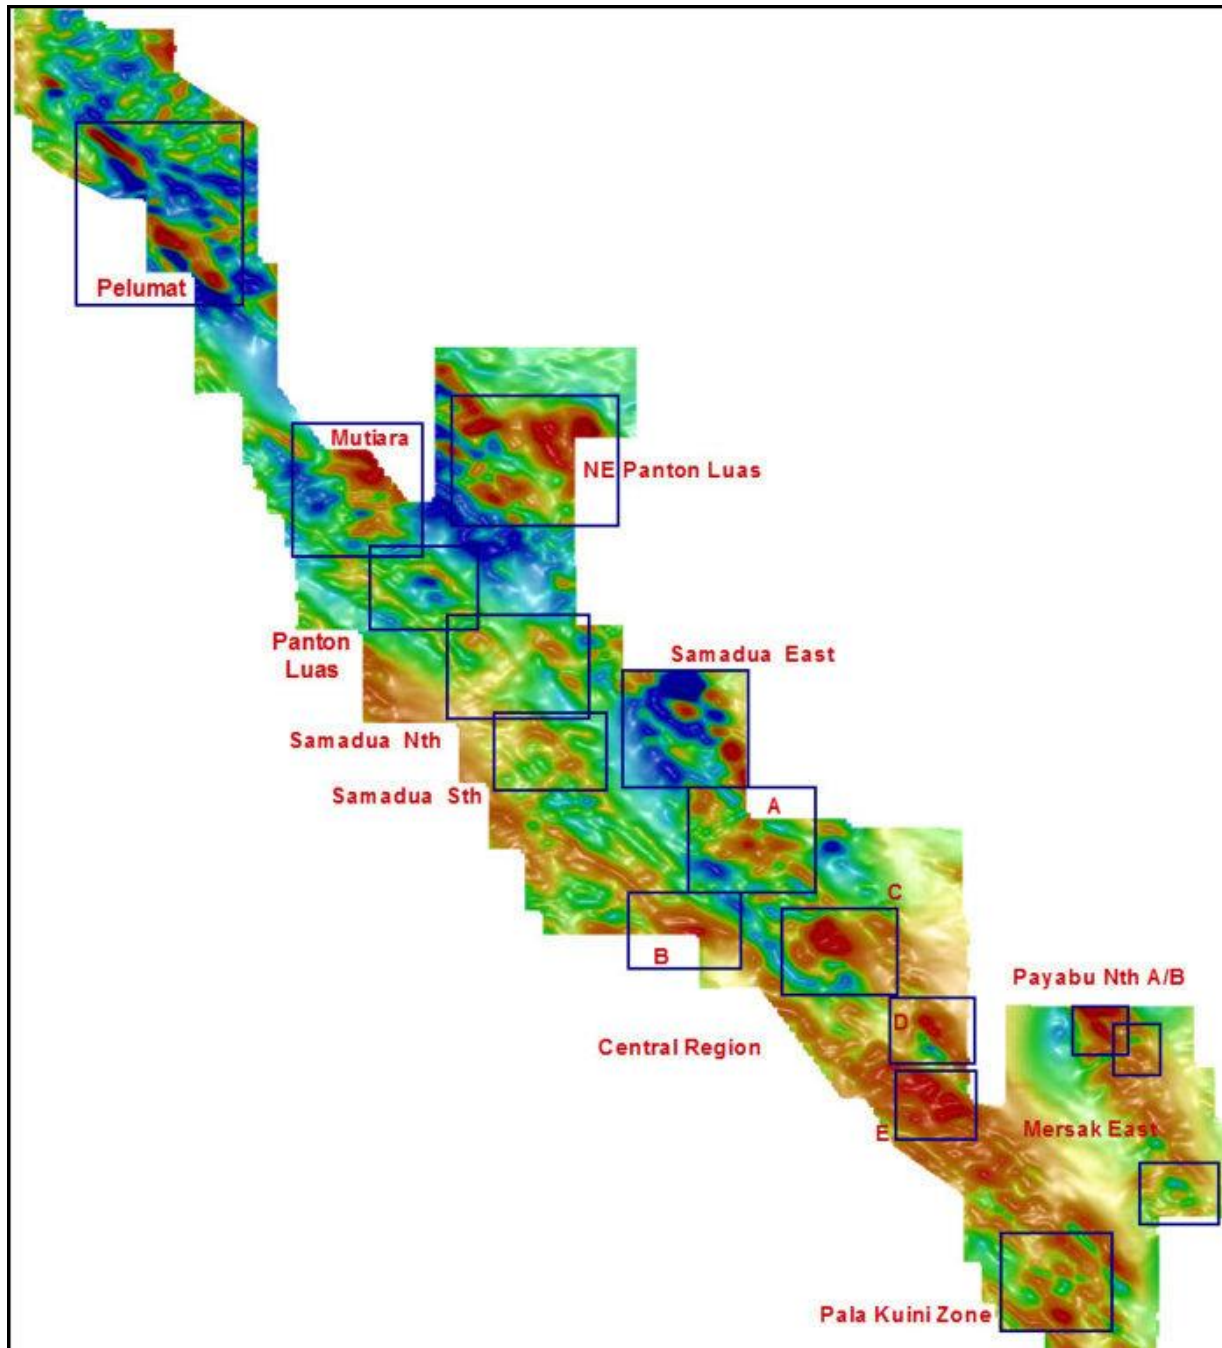 Pelumat
Mutiara
NE Panton Luas
Panton
Luas
Samadua East
Samadua Nth
Samadua Sth
A
C
B
Payabu Nth A/B
D
Central Region
Mersak East
E
Pala Kuini Zone